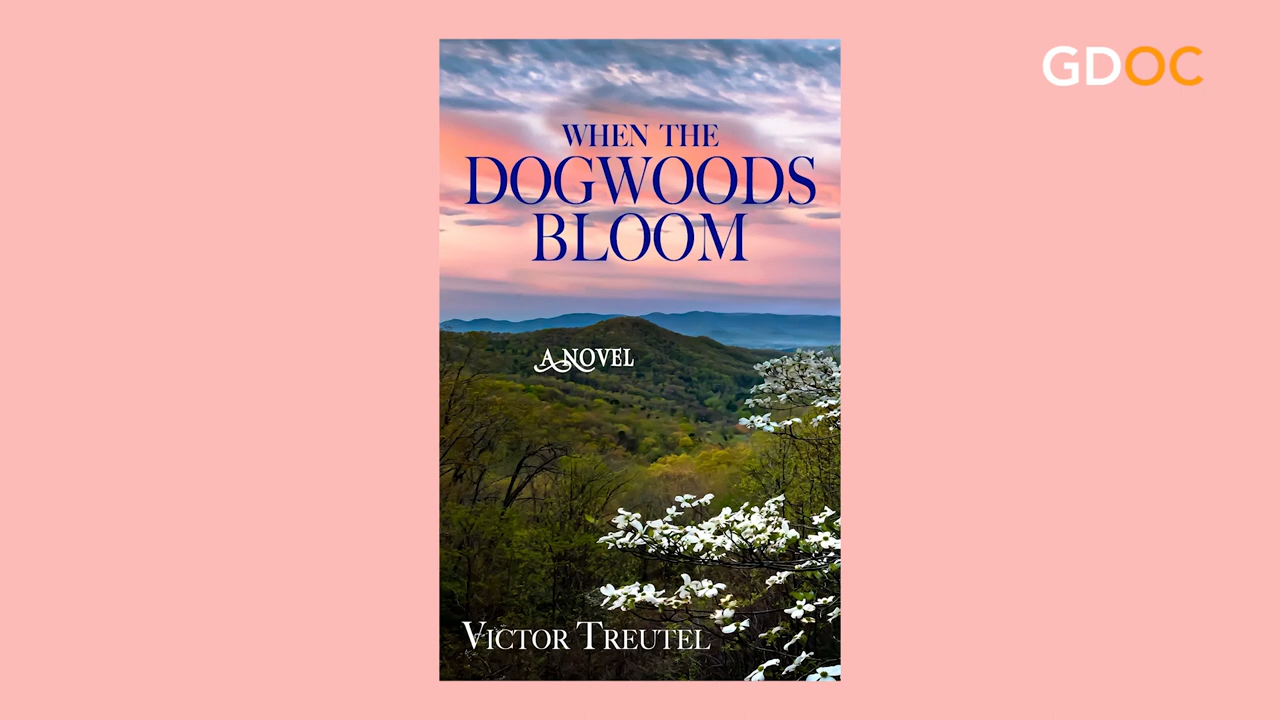 GDOC
WHEN THE
DOGWOODS
BLOOM
A NOVEL
VICTOR TREUTEL